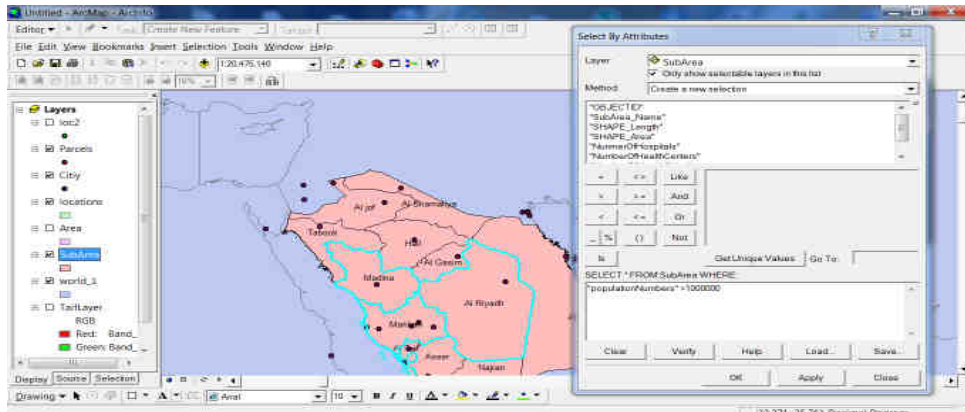 Untitled - ArcMap - ArcInfo
Editor
Create New Feature
File Edit View Bookmarks Insert Selection Tools Window Help
1:20,475,140
Layers
loc2
Parcels
Citiy
locations
Area
SubArea
world_1
RGB
Red: Band_
Green: Band_
Display Source Selection
Drawing
Arial
10
B I U
Al jof
Al-Shamaliya
Tabook
Hail
Al Qasim
Madina
Al Riyadh
Aseer
Najran
Select By Attributes
Layer:
SubArea
Only show selectable layers in this list
Method:
Create a new selection
"OBJECTID"
"SubArea_Name"
"SHAPE_Length"
"SHAPE_Area"
"NumberOfHealthCenters"
= <> Like
> >= And
< <= Or
_ % () Not
Is
Get Unique Values
Go To:
SELECT * FROM SubArea WHERE:
"populationNumbers" >1000000
Clear
Verify
Help
Load...
Save...
OK
Apply
Close